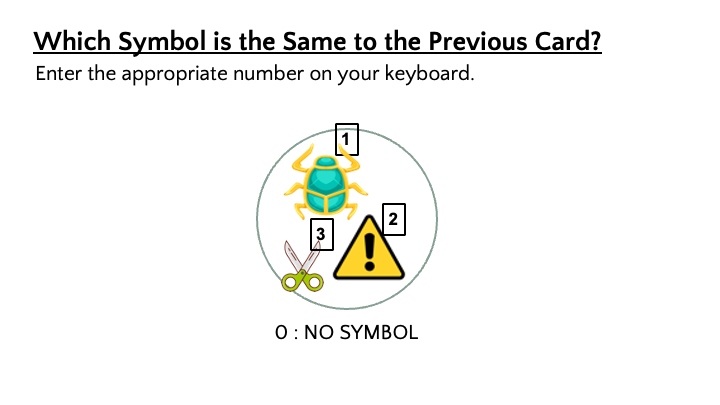 Which Symbol is the Same to the Previous Card?
Enter the appropriate number on your keyboard.
1
2
3
0 : NO SYMBOL